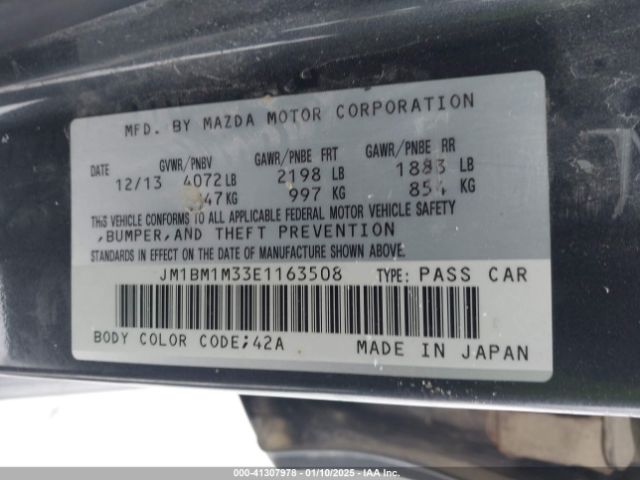 MFD. BY MAZDA MOTOR CORPORATION
DATE GVWR/PNBV GAWR/PNBE FRT GAWR/PNBE RR
12/13 4072 LB 2198 LB 1883 LB
47 KG 997 KG 854 KG
THIS VEHICLE CONFORMS TO ALL APPLICABLE FEDERAL MOTOR VEHICLE SAFETY
,BUMPER,AND THEFT PREVENTION
STANDARDS IN EFFECT ON THE DATE OF MANUFACTURE SHOWN ABOVE.
JM1BM1M33E1163508 TYPE: PASS CAR
BODY COLOR CODE;42A MADE IN JAPAN
000-41307978 - 01/10/2025 - IAA Inc.